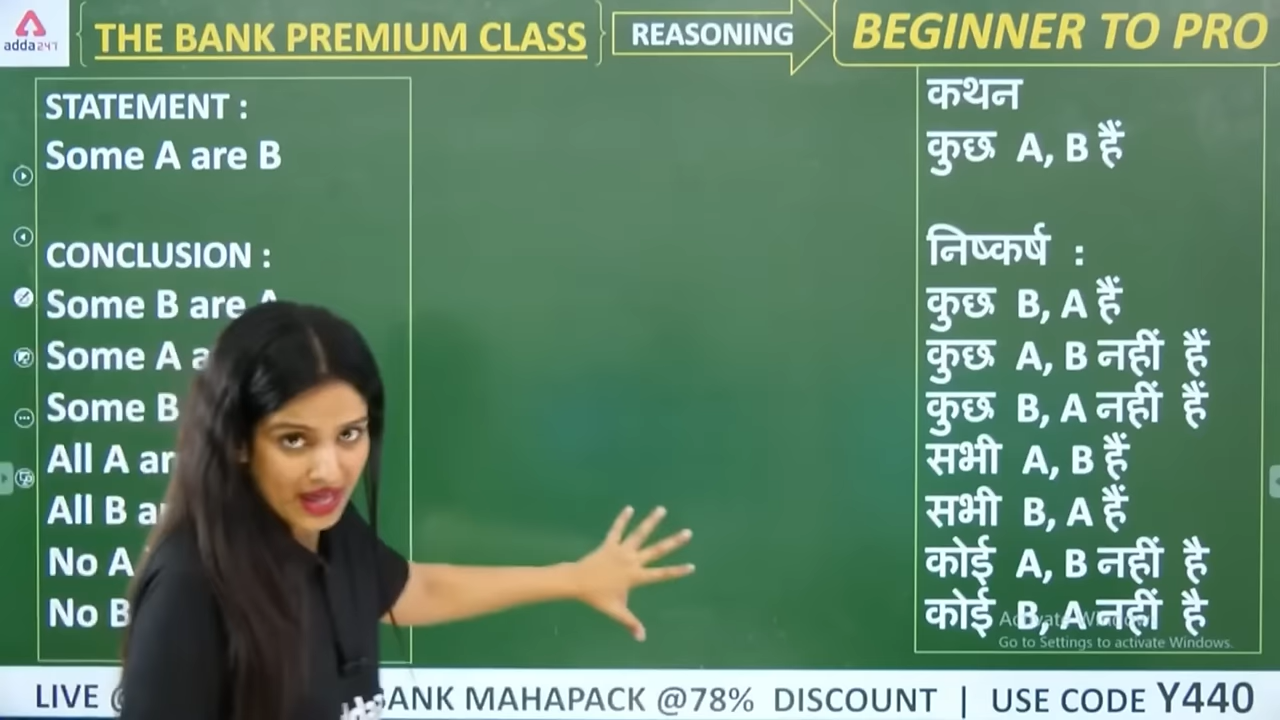 adda247
THE BANK PREMIUM CLASS
REASONING
BEGINNER TO PRO
STATEMENT :
Some A are B
CONCLUSION :
Some B are
Some A
Some B
All A
All B
No A
No B
कथन
कुछ A, B हैं
निष्कर्ष :
कुछ B, A हैं
कुछ A, B नहीं हैं
कुछ B, A नहीं हैं
सभी A, B हैं
सभी B, A हैं
कोई A, B नहीं है
कोई B, A नहीं है
Activate Windows
Go to Settings to activate Windows.
LIVE @ BANK MAHAPACK @78% DISCOUNT | USE CODE Y440